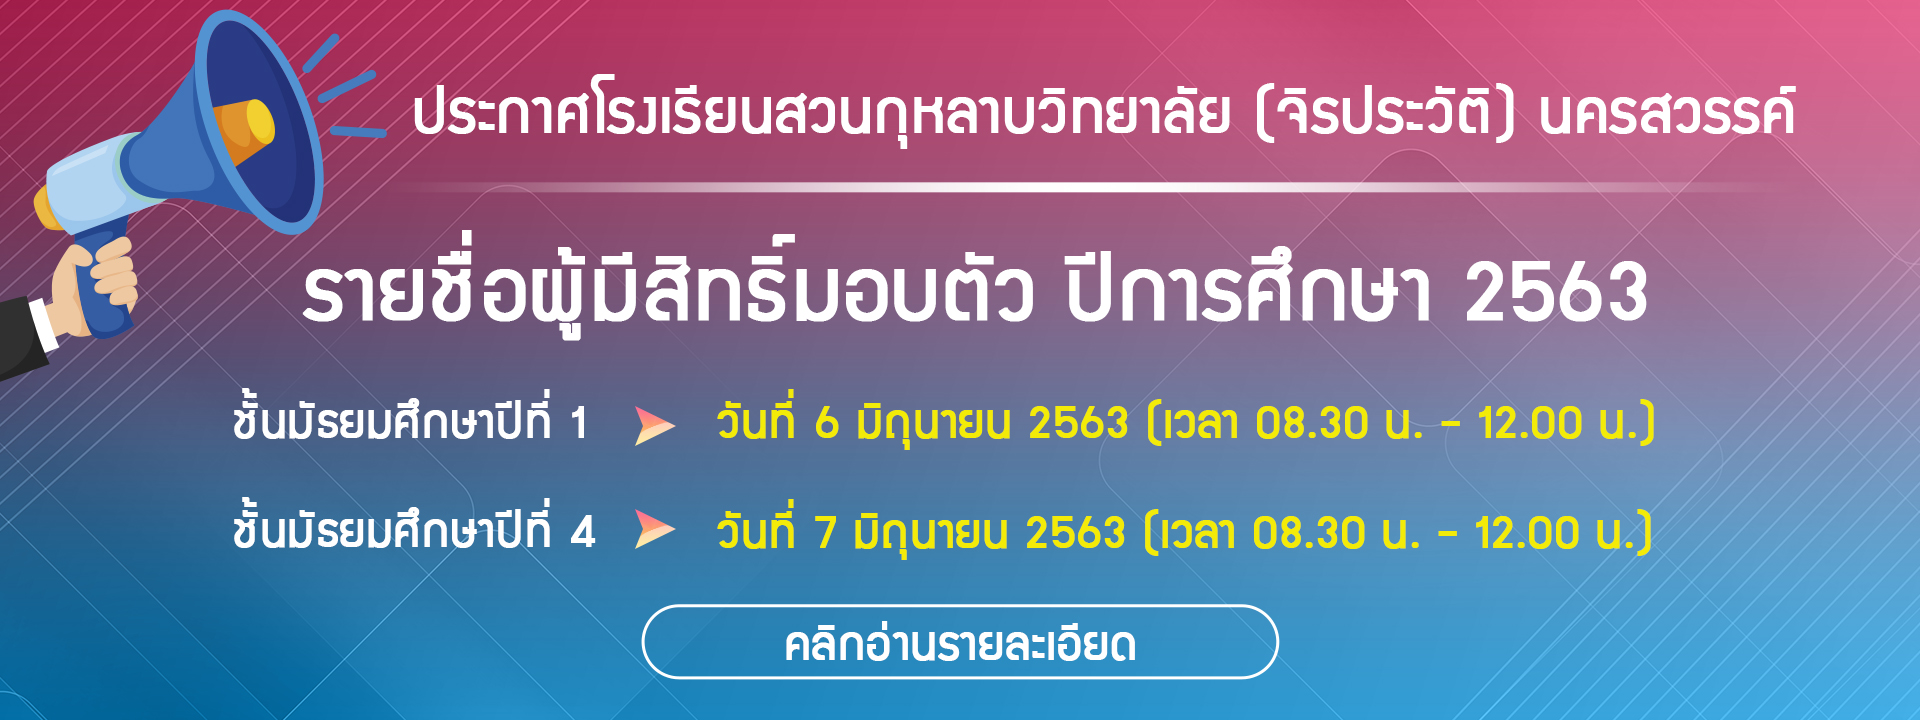 ประกาศโรงเรียนสวนกุหลาบวิทยาลัย (จิรประวัติ) นครสวรรค์
รายชื่อผู้มีสิทธิ์มอบตัว ปีการศึกษา 2563
ชั้นมัธยมศึกษาปีที่ 1 วันที่ 6 มิถุนายน 2563 (เวลา 08.30 น. - 12.00 น.)
ชั้นมัธยมศึกษาปีที่ 4 วันที่ 7 มิถุนายน 2563 (เวลา 08.30 น. - 12.00 น.)
คลิกอ่านรายละเอียด